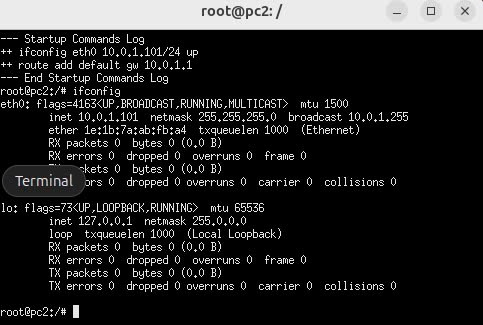 root@pc2: /
--- Startup Commands Log
++ ifconfig eth0 10.0.1.101/24 up
++ route add default gw 10.0.1.1
--- End Startup Commands Log
root@pc2:/# ifconfig
eth0: flags=4163<UP,BROADCAST,RUNNING,MULTICAST>  mtu 1500
inet 10.0.1.101  netmask 255.255.255.0  broadcast 10.0.1.255
ether 1e:1b:7a:ab:fb:a4  txqueuelen 1000  (Ethernet)
RX packets 0  bytes 0 (0.0 B)
RX errors 0  dropped 0  overruns 0  frame 0
packets 0  bytes 0 (0.0 B)
Terminal
errors 0  dropped 0 overruns 0  carrier 0  collisions 0
lo: flags=73<UP,LOOPBACK,RUNNING>  mtu 65536
inet 127.0.0.1  netmask 255.0.0.0
loop  txqueuelen 1000  (Local Loopback)
RX packets 0  bytes 0 (0.0 B)
RX errors 0  dropped 0  overruns 0  frame 0
TX packets 0  bytes 0 (0.0 B)
TX errors 0  dropped 0 overruns 0  carrier 0  collisions 0
root@pc2:/#